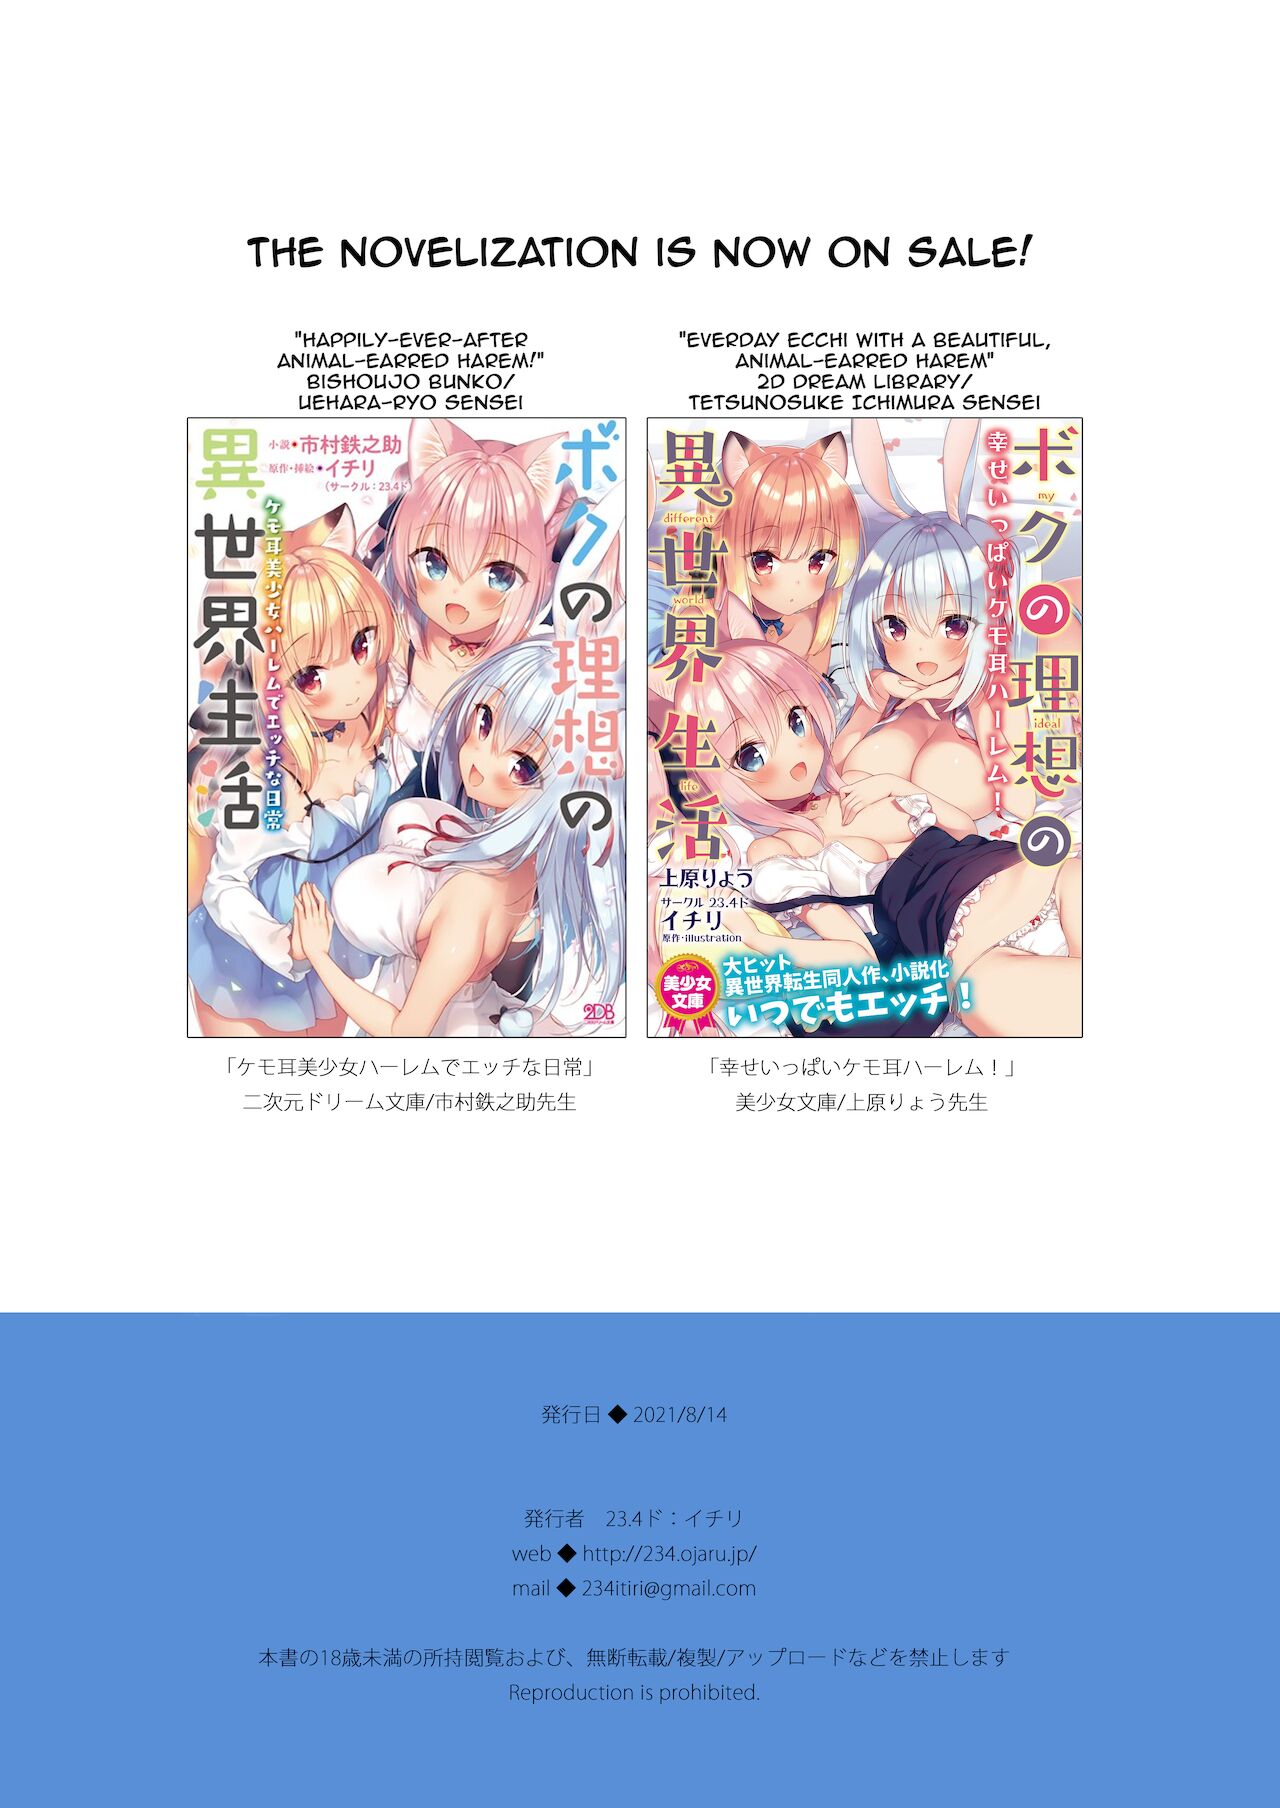 THE NOVELIZATION IS NOW ON SALE!
"HAPPILY-EVER-AFTER
ANIMAL-EARRED HAREM!"
BISHOUJO BUNKO/
UEHARA-RYO SENSEI
"EVERDAY ECCHI WITH A BEAUTIFUL,
ANIMAL-EARRED HAREM"
2D DREAM LIBRARY/
TETSUNOSUKE ICHIMURA SENSEI
ボクの理想の
異世界生活
ケモ耳美少女ハーレムでエッチな日常
小説・市村鉄之助
原作・挿絵・イチリ
(サークル:23.4ド)
2DB
二次元ドリーム文庫
ボクの理想の
my
ideal
異世界生活
different
world
life
幸せいっぱいケモ耳ハーレム!
上原りょう
サークル 23.4ド
イチリ
原作・illustration
美少女
文庫
大ヒット
異世界転生同人作、小説化
いつでもエッチ!
「ケモ耳美少女ハーレムでエッチな日常」
二次元ドリーム文庫/市村鉄之助先生
「幸せいっぱいケモ耳ハーレム!」
美少女文庫/上原りょう先生
発行日 ◆ 2021/8/14
発行者 23.4ド:イチリ
web ◆ http://234.ojaru.jp/
mail ◆ 234itiri@gmail.com
本書の18歳未満の所持閲覧および、無断転載/複製/アップロードなどを禁止します
Reproduction is prohibited.